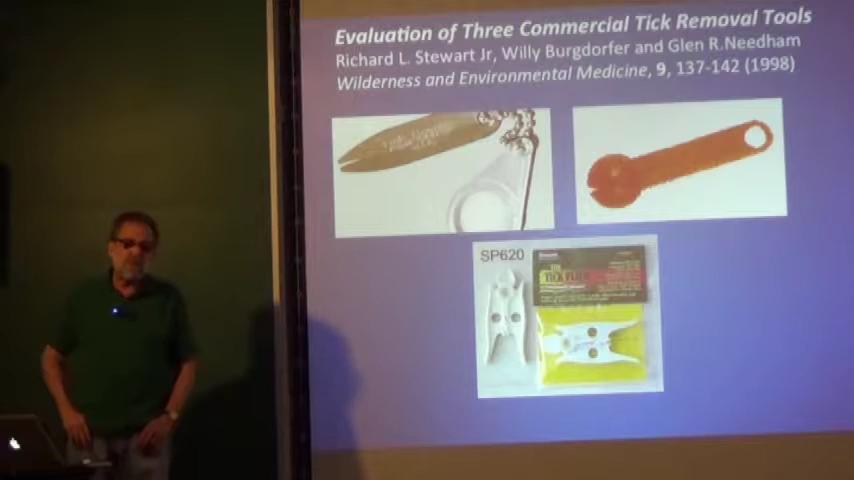 Evaluation of Three Commercial Tick Removal Tools
Richard L. Stewart Jr, Willy Burgdorfer and Glen R.Needham
Wilderness and Environmental Medicine, 9, 137-142 (1998)
SP620